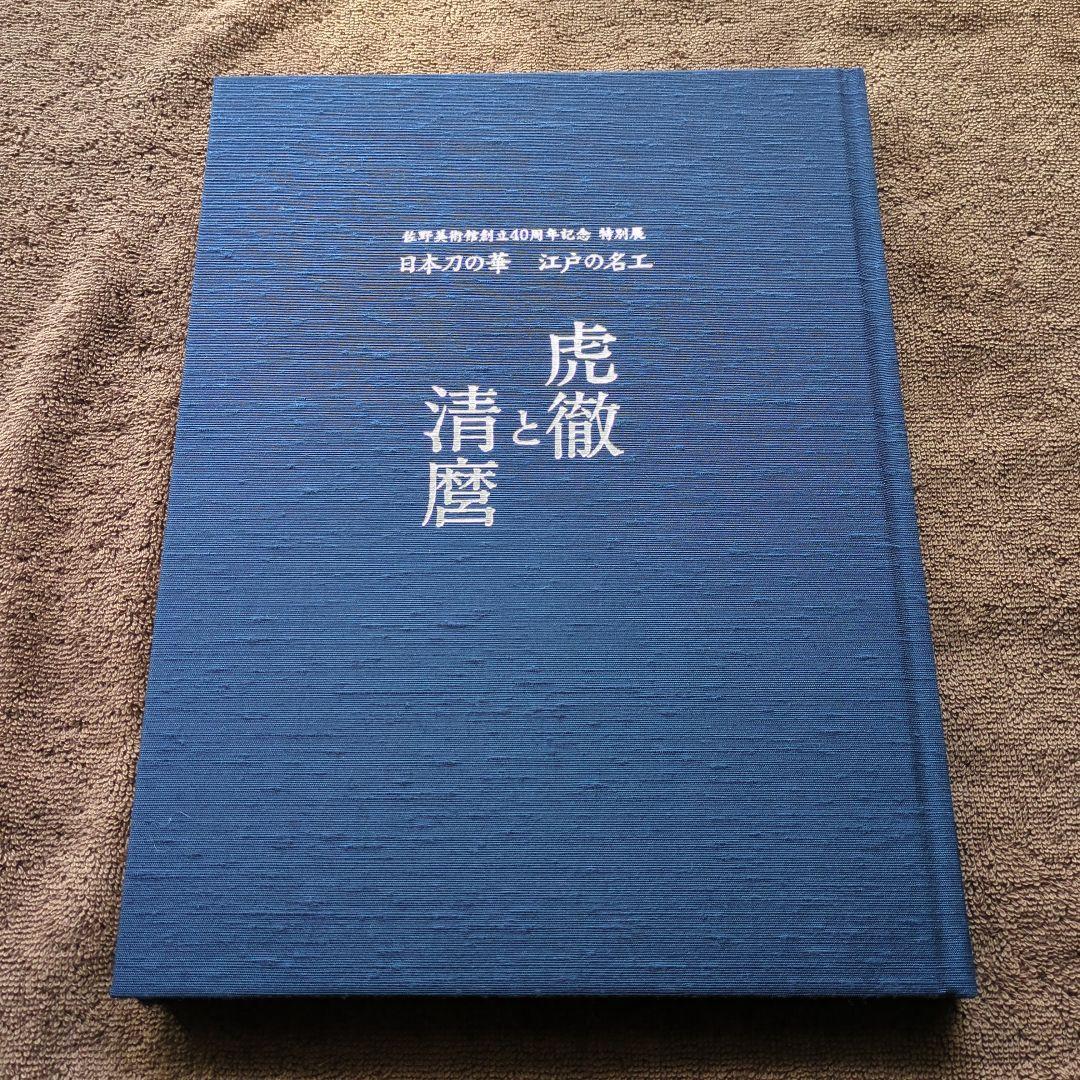 佐野美術館創立40周年記念 特別展
日本刀の華 江戸の名工
虎徹
と
清麿